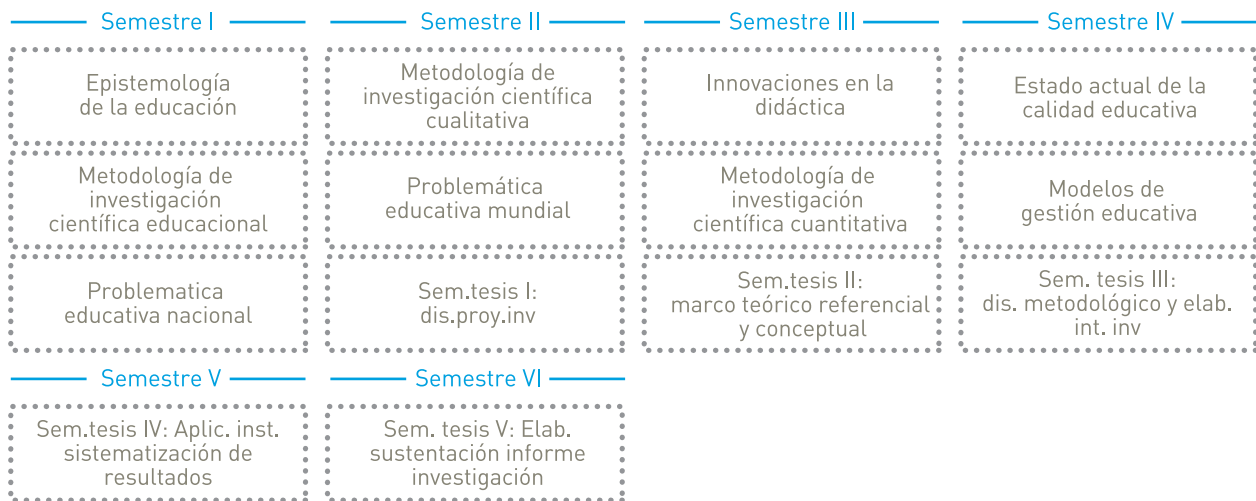 Semestre I
Epistemología
de la educación
Metodología de
investigación
científica educacional
Problematica
educativa nacional
Semestre II
Metodología de
investigación científica
cualitativa
Problemática
educativa mundial
Sem.tesis I:
dis.proy.inv
Semestre III
Innovaciones en la
didáctica
Metodología de
investigación
científica cuantitativa
Sem.tesis II:
marco teórico referencial
y conceptual
Semestre IV
Estado actual de la
calidad educativa
Modelos de
gestión educativa
Sem. tesis III:
dis. metodológico y elab.
int. inv
Semestre V
Sem.tesis IV: Aplic. inst.
sistematización de
resultados
Semestre VI
Sem. tesis V: Elab.
sustentación informe
investigación